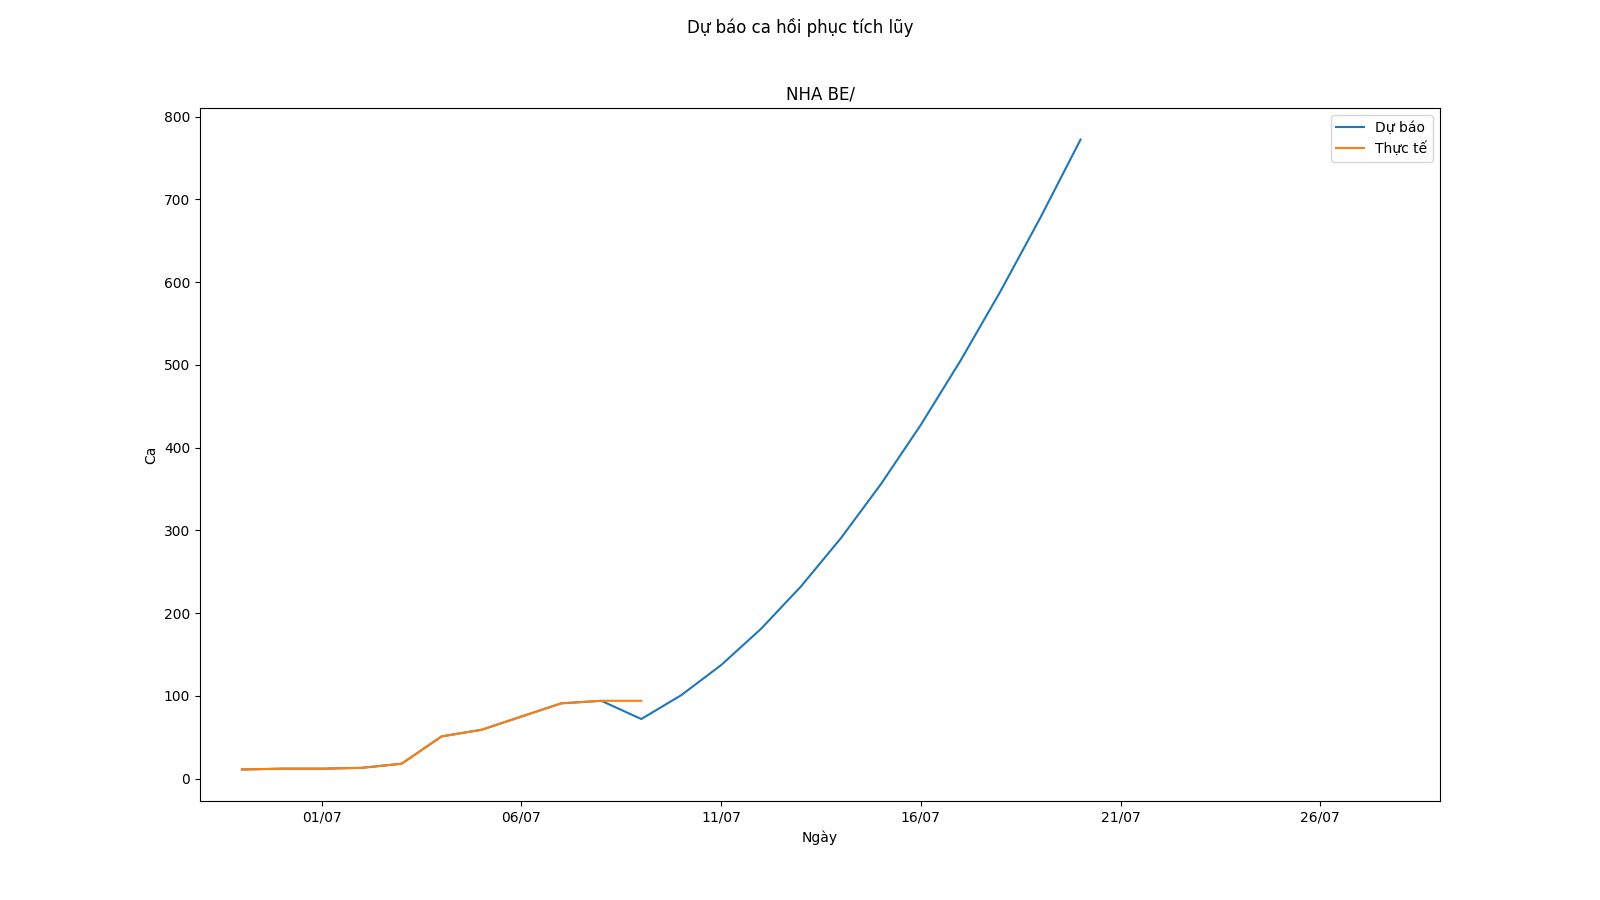 Dự báo ca hồi phục tích lũy
NHA BE/
Dự báo
Thực tế
800
700
600
500
400
300
200
100
0
Ca
01/07
06/07
11/07
16/07
21/07
26/07
Ngày